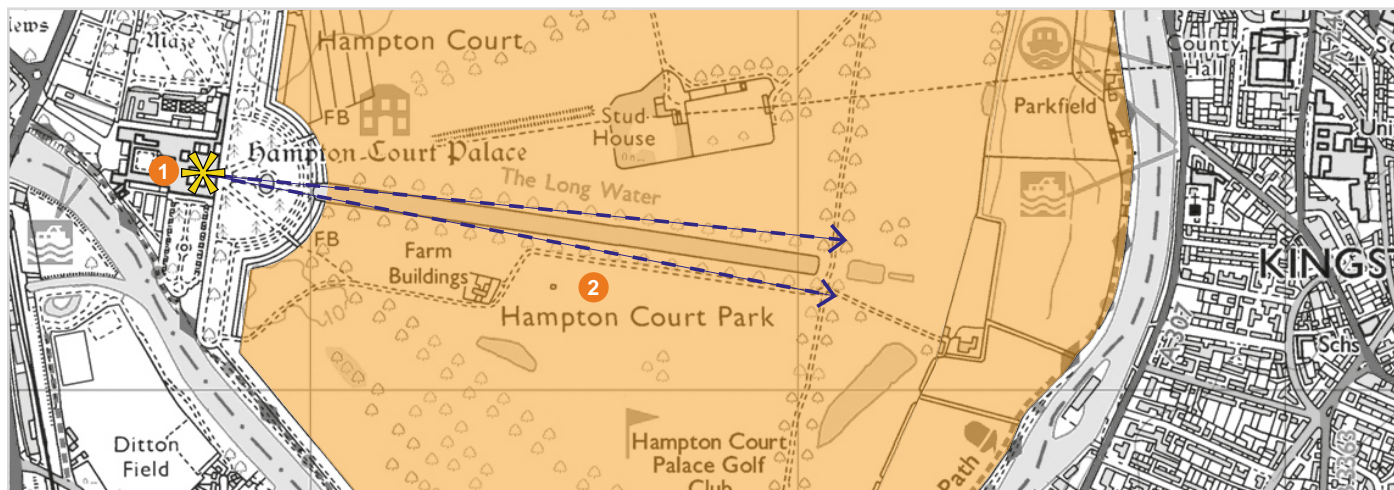 Maze
Hampton Court
FB
County
Hall
A307
Parkfield
Stud
House
Hampton Court Palace
1
The Long Water
FB
Farm
Buildings
2
Hampton Court Park
KINGS
10
Schs
Ditton
Field
Hampton Court
Palace Golf
Club
Path